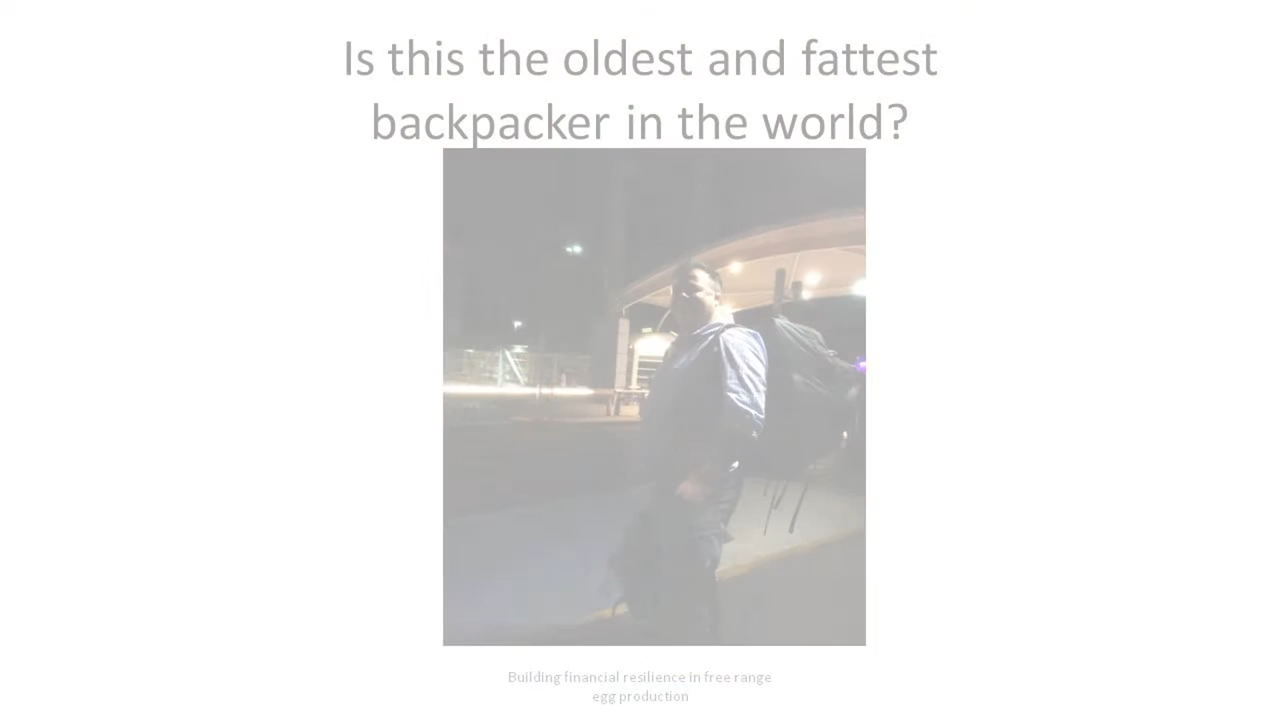 Is this the oldest and fattest
backpacker in the world?
Building financial resilience in free range
egg production